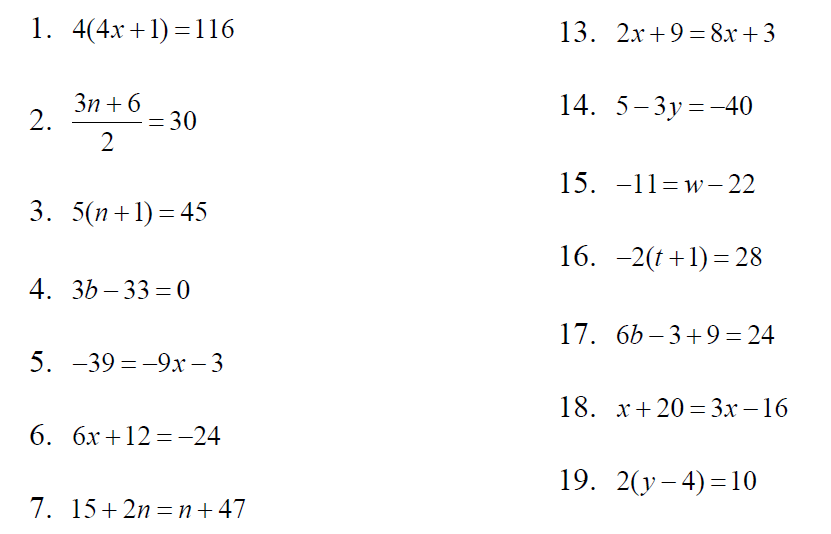 1. 4(4x+1)=116
2. (3n+6)/2=30
3. 5(n+1)=45
4. 3b−33=0
5. −39=−9x−3
6. 6x+12=−24
7. 15+2n=n+47
13. 2x+9=8x+3
14. 5−3y=−40
15. −11=w−22
16. −2(t+1)=28
17. 6b−3+9=24
18. x+20=3x−16
19. 2(y−4)=10